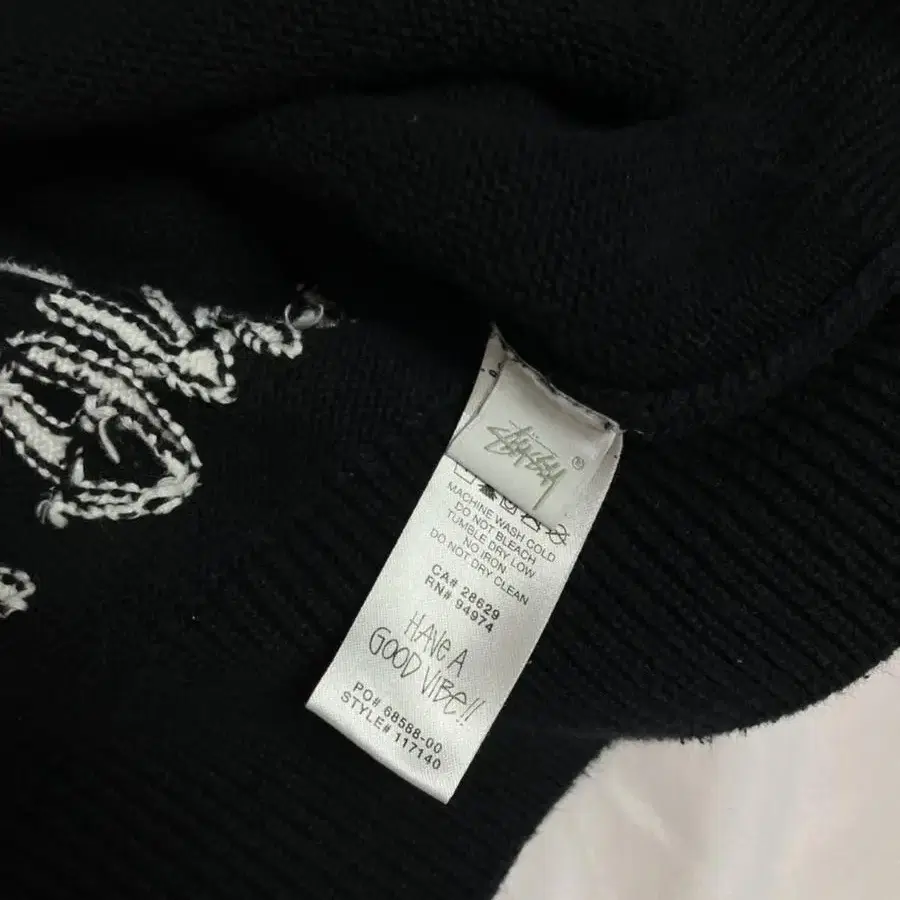 STÜSSY ®
MACHINE WASH COLD
DO NOT BLEACH
TUMBLE DRY LOW
NO IRON
DO NOT DRY CLEAN
CA# 28629
RN# 94974
HAVE A
GOOD VIBE!!
PO# 68588-00
STYLE# 117140